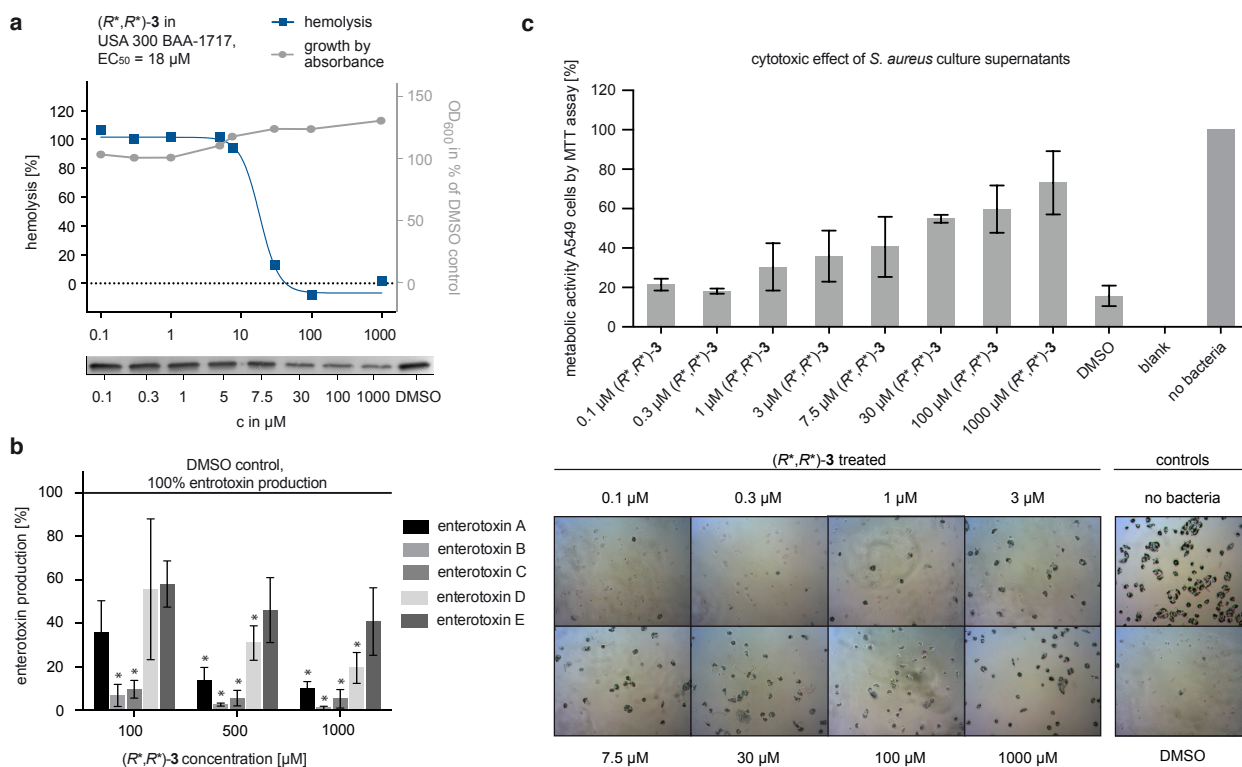 a
(R*,R*)-3 in
USA 300 BAA-1717,
EC50 = 18 µM
hemolysis
growth by
absorbance
120
100
80
60
40
20
0
hemolysis [%]
150
100
50
0
OD600 in % of DMSO control
0.1 1 10 100 1000
0.1 0.3 1 5 7.5 30 100 1000 DMSO
c in µM
b
DMSO control,
100% entrotoxin production
100
80
60
40
20
0
enterotoxin production [%]
* * * * * * * * * *
100 500 1000
(R*,R*)-3 concentration [µM]
enterotoxin A
enterotoxin B
enterotoxin C
enterotoxin D
enterotoxin E
c
cytotoxic effect of S. aureus culture supernatants
metabolic activity A549 cells by MTT assay [%]
120
100
80
60
40
20
0
0.1 µM (R*,R*)-3
0.3 µM (R*,R*)-3
1 µM (R*,R*)-3
3 µM (R*,R*)-3
7.5 µM (R*,R*)-3
30 µM (R*,R*)-3
100 µM (R*,R*)-3
1000 µM (R*,R*)-3
DMSO
blank
no bacteria
(R*,R*)-3 treated
controls
0.1 µM 0.3 µM 1 µM 3 µM no bacteria
7.5 µM 30 µM 100 µM 1000 µM DMSO